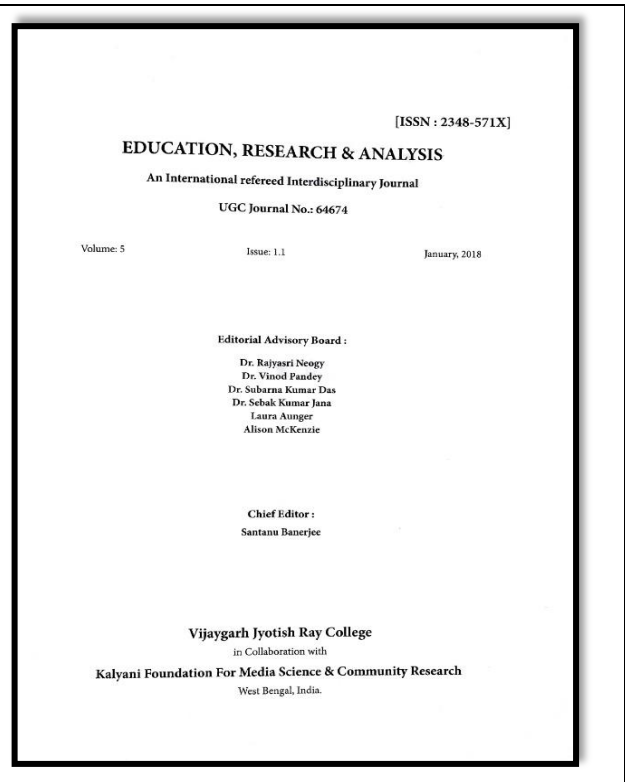 [ISSN : 2348-571X]
EDUCATION, RESEARCH & ANALYSIS
An International refereed Interdisciplinary Journal
UGC Journal No.: 64674
Volume: 5 Issue: 1.1 January, 2018
Editorial Advisory Board :
Dr. Rajyasri Neogy
Dr. Vinod Pandey
Dr. Subarna Kumar Das
Dr. Sebak Kumar Jana
Laura Aunger
Alison McKenzie
Chief Editor :
Santanu Banerjee
Vijaygarh Jyotish Ray College
in Collaboration with
Kalyani Foundation For Media Science & Community Research
West Bengal, India.